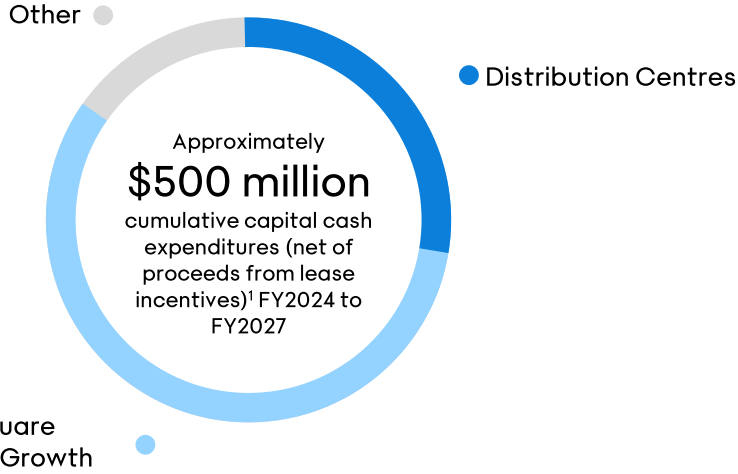 Other
Distribution Centres
Approximately
$500 million
cumulative capital cash
expenditures (net of
proceeds from lease
incentives)¹ FY2024 to
FY2027
uare
Growth